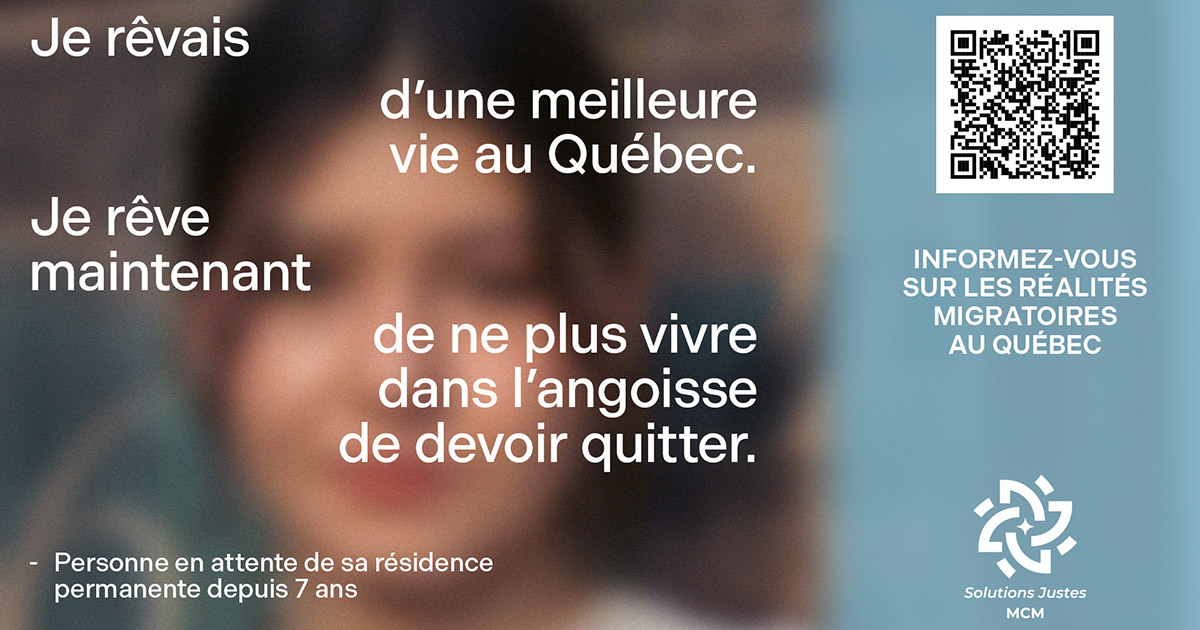 Je rêvais
d’une meilleure
vie au Québec.
Je rêve
maintenant
de ne plus vivre
dans l’angoisse
de devoir quitter.
- Personne en attente de sa résidence
permanente depuis 7 ans
INFORMEZ-VOUS
SUR LES RÉALITÉS
MIGRATOIRES
AU QUÉBEC
Solutions Justes
MCM